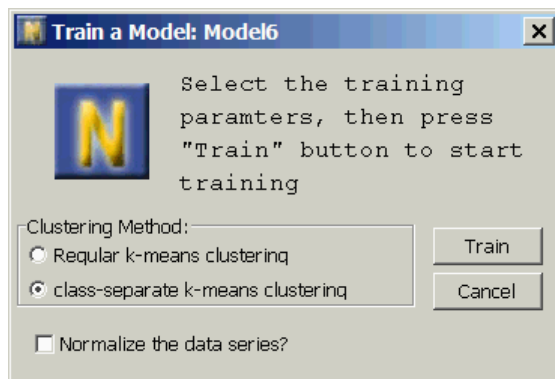 Train a Model: Model6
N
Select the training
paramters, then press
"Train" button to start
training
Clustering Method:
Regular k-means clustering
class-separate k-means clustering
Train
Cancel
Normalize the data series?